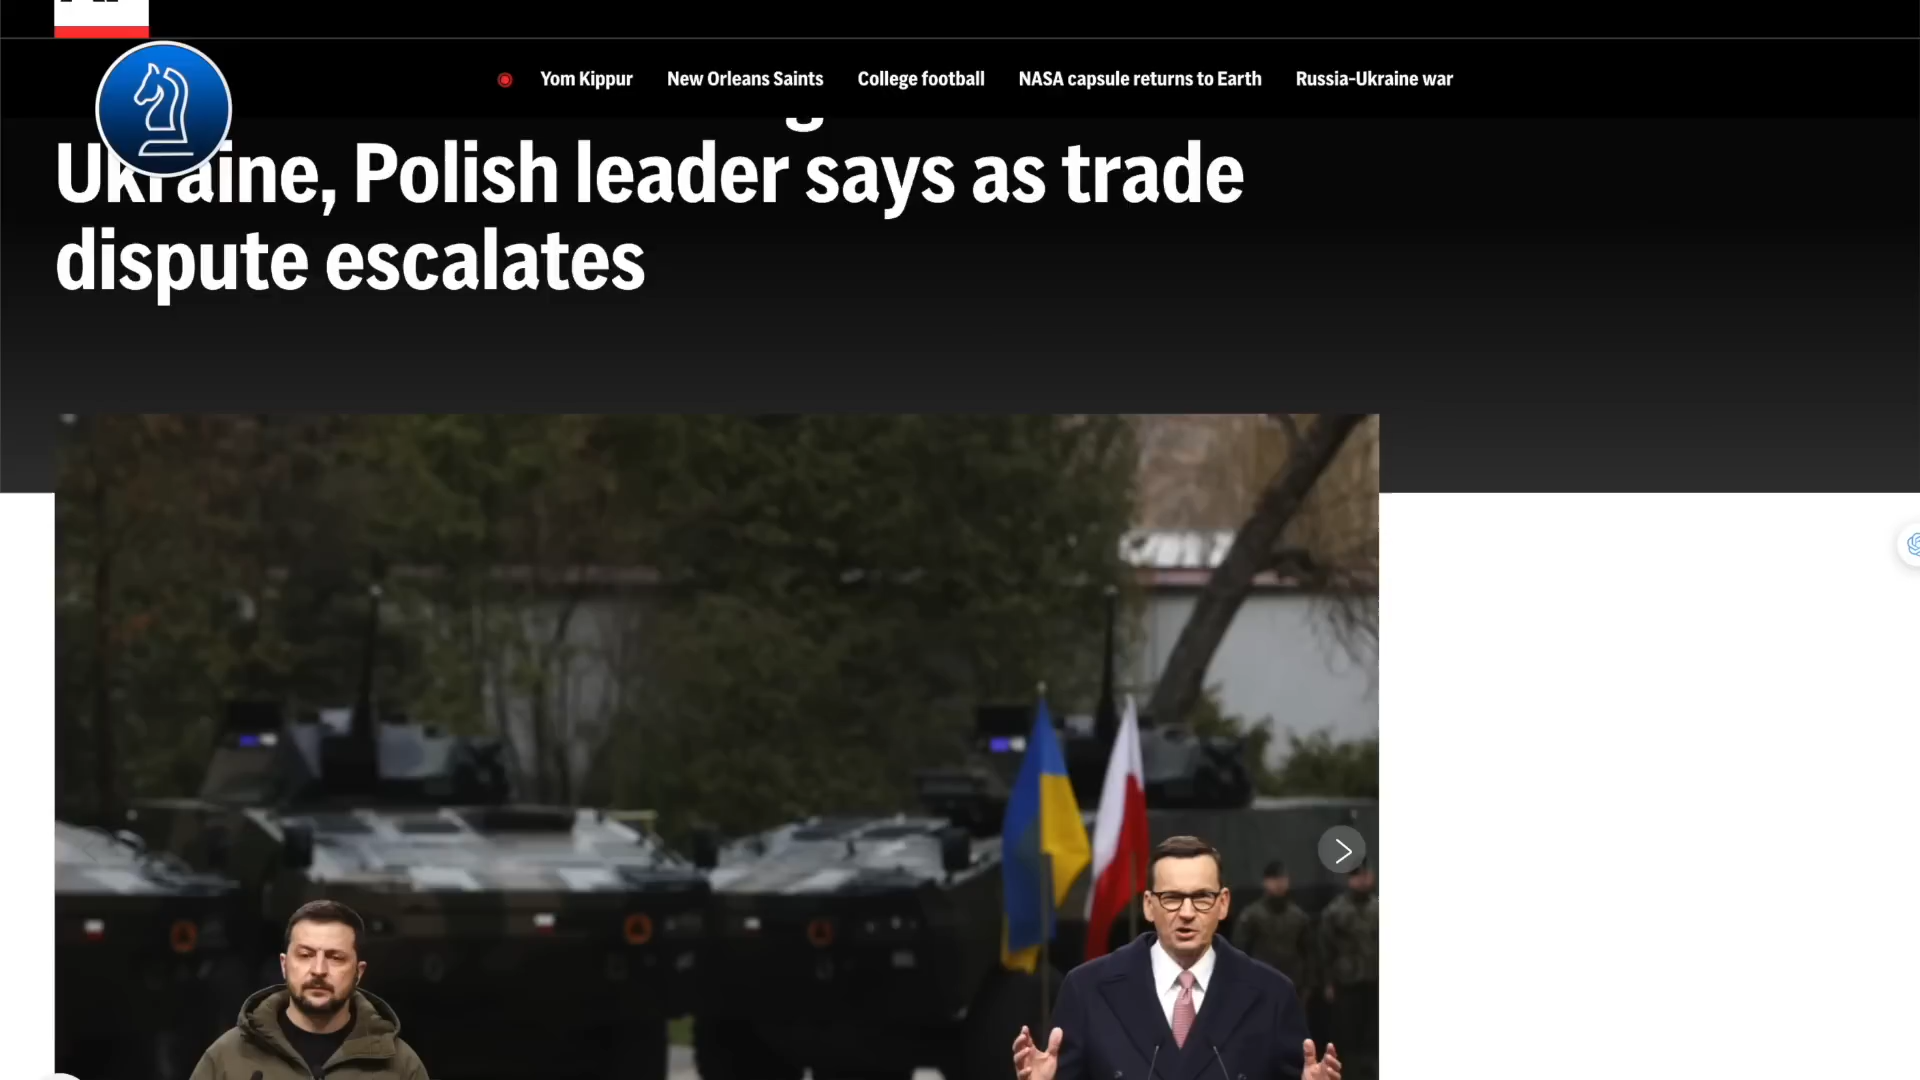 Yom Kippur New Orleans Saints College football NASA capsule returns to Earth Russia-Ukraine war
Ukraine, Polish leader says as trade
dispute escalates